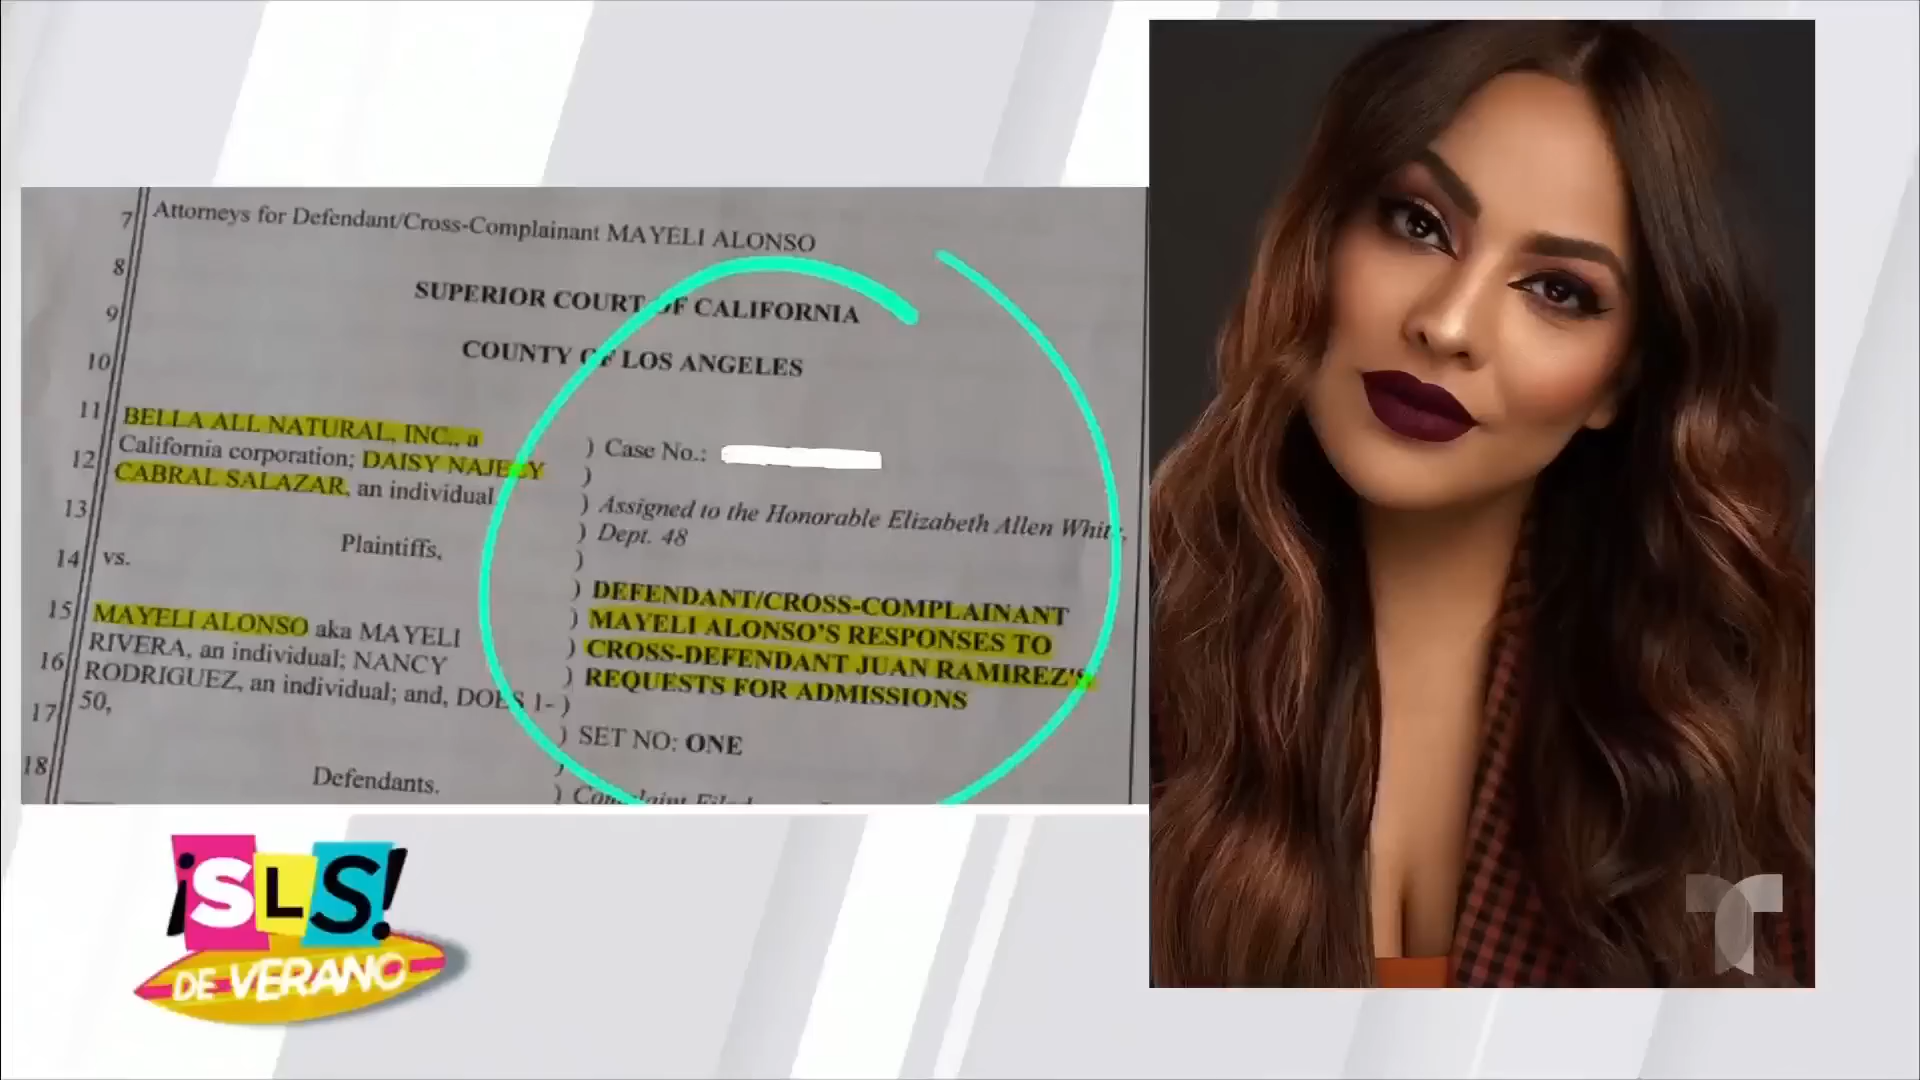 7 Attorneys for Defendant/Cross-Complainant MAYELI ALONSO
8
SUPERIOR COURT OF CALIFORNIA
9
COUNTY OF LOS ANGELES
10
11 BELLA ALL NATURAL, INC., a
California corporation; DAISY NAJELY
12 CABRAL SALAZAR, an individual
13
Plaintiffs,
14 vs.
15 MAYELI ALONSO aka MAYELI
RIVERA, an individual; NANCY
16 RODRIGUEZ, an individual; and, DOES 1-
17 50,
18 Defendants.
) Case No.:
)
) Assigned to the Honorable Elizabeth Allen White,
) Dept. 48
)
) DEFENDANT/CROSS-COMPLAINANT
) MAYELI ALONSO'S RESPONSES TO
) CROSS-DEFENDANT JUAN RAMIREZ'S
) REQUESTS FOR ADMISSIONS
)
) SET NO: ONE
)
) Complaint Filed
¡SLS!
DE VERANO
T